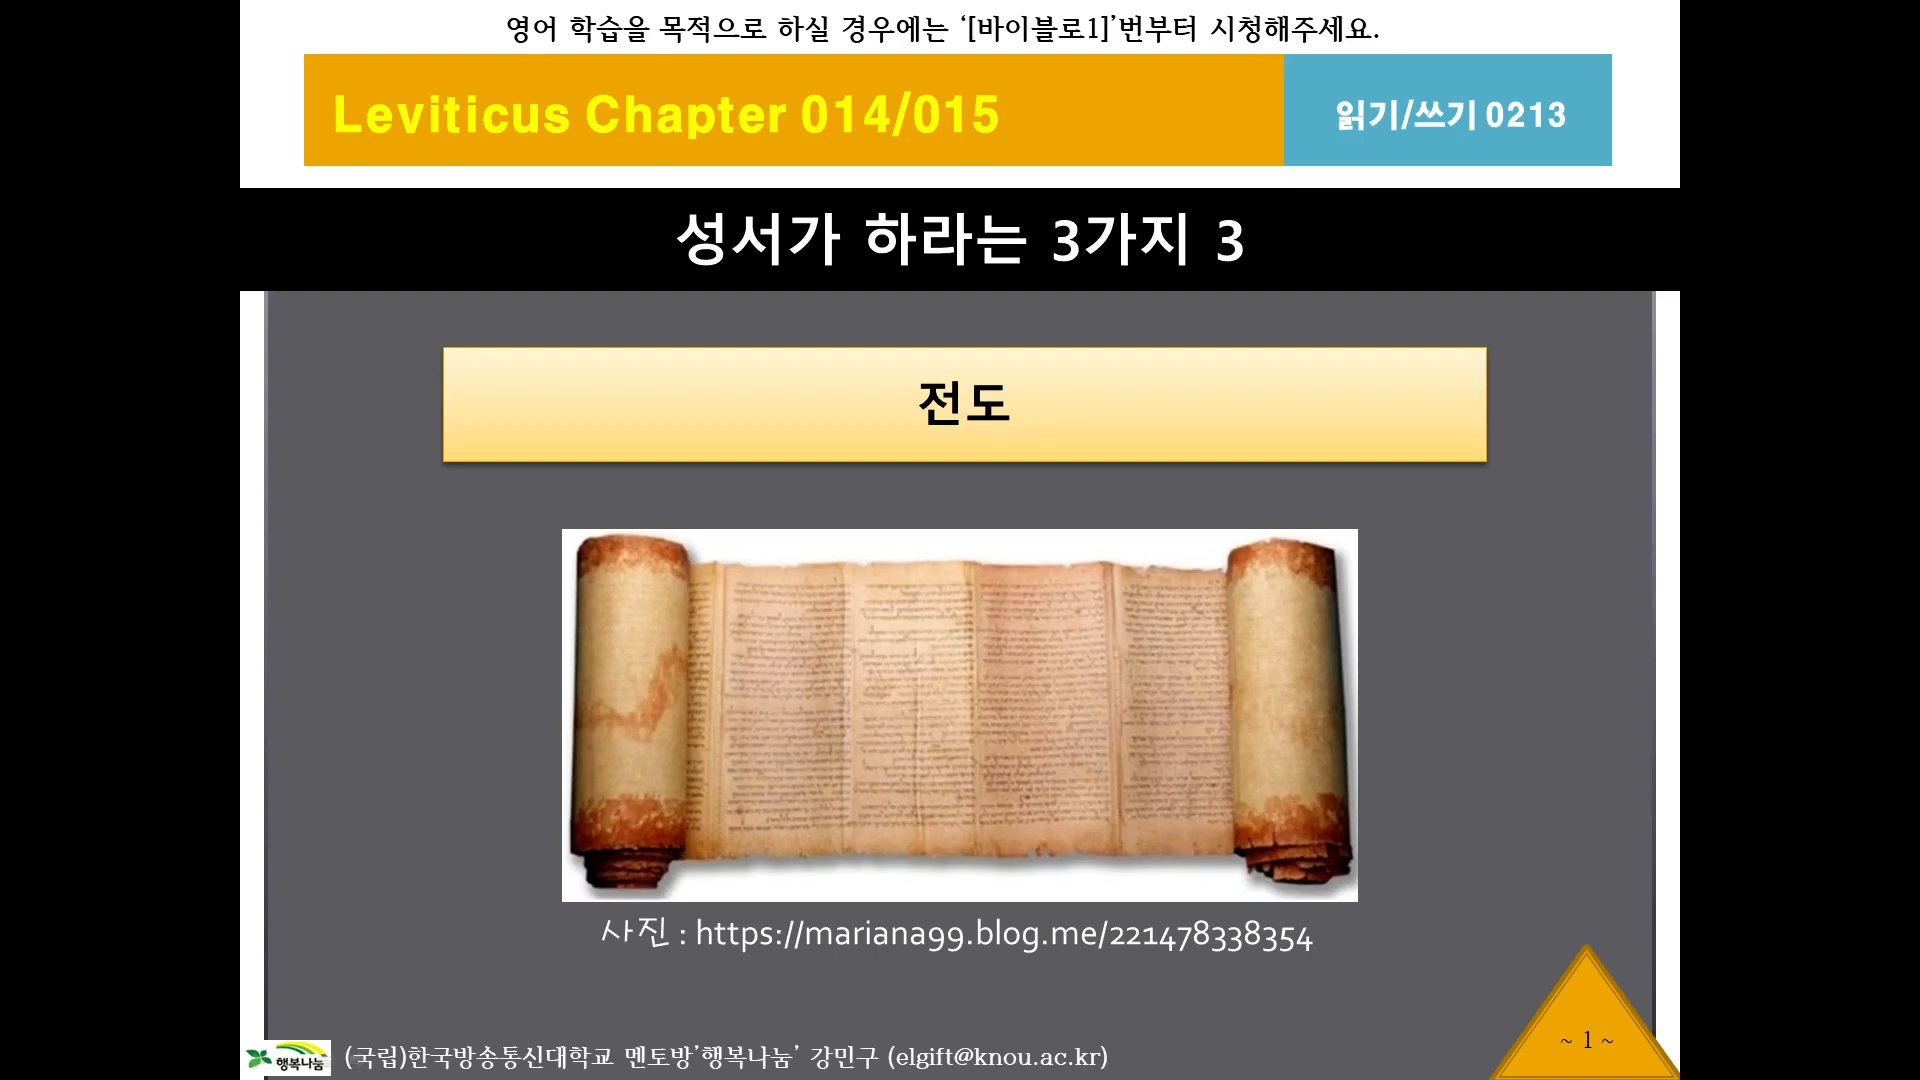 영어 학습을 목적으로 하실 경우에는 ‘[바이블로1]’번부터 시청해주세요.
Leviticus Chapter 014/015
읽기/쓰기 0213
성서가 하라는 3가지 3
전도
사진 : https://mariana99.blog.me/221478338354
~ 1 ~
행복나눔
(국립)한국방송통신대학교 멘토방’행복나눔’ 강민구 (elgift@knou.ac.kr)